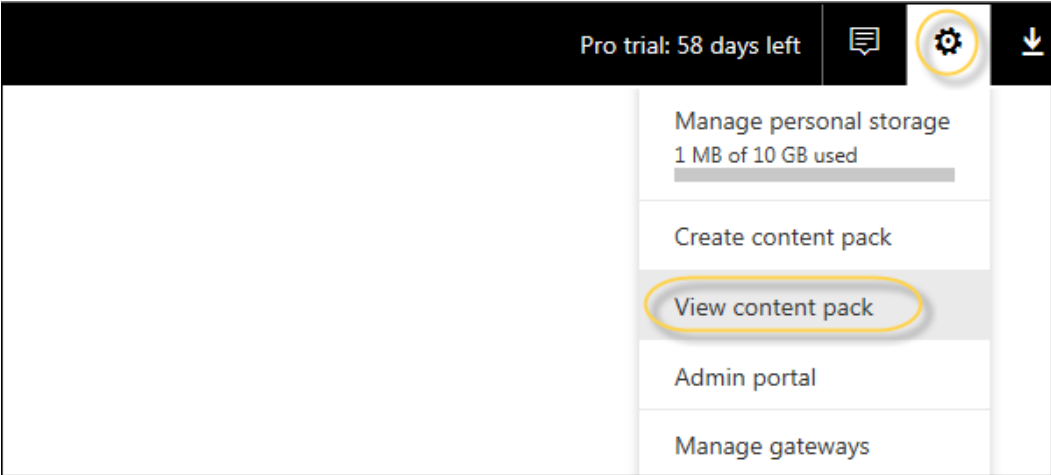 Pro trial: 58 days left
Manage personal storage
1 MB of 10 GB used
Create content pack
View content pack
Admin portal
Manage gateways